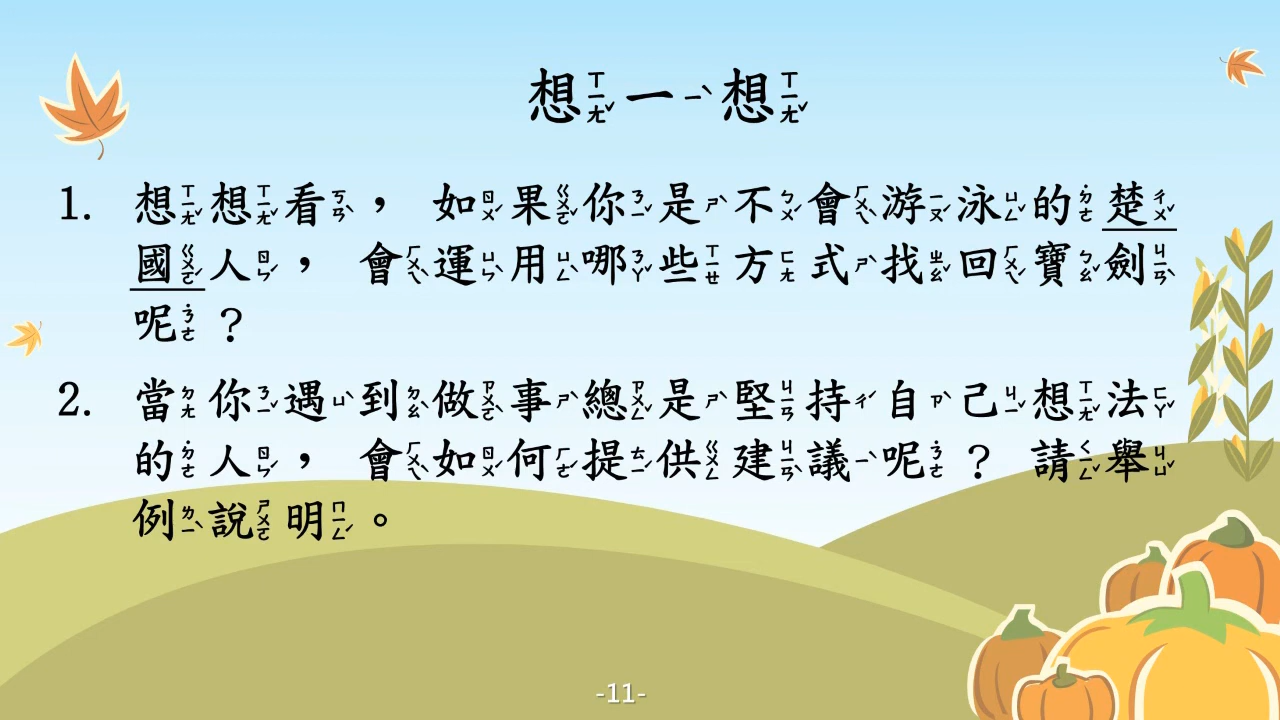 想一想
1. 想想看，如果你是不會游泳的楚
國人，會運用哪些方式找回寶劍
呢？
2. 當你遇到做事總是堅持自己想法
的人，會如何提供建議呢？請舉
例說明。
-11-